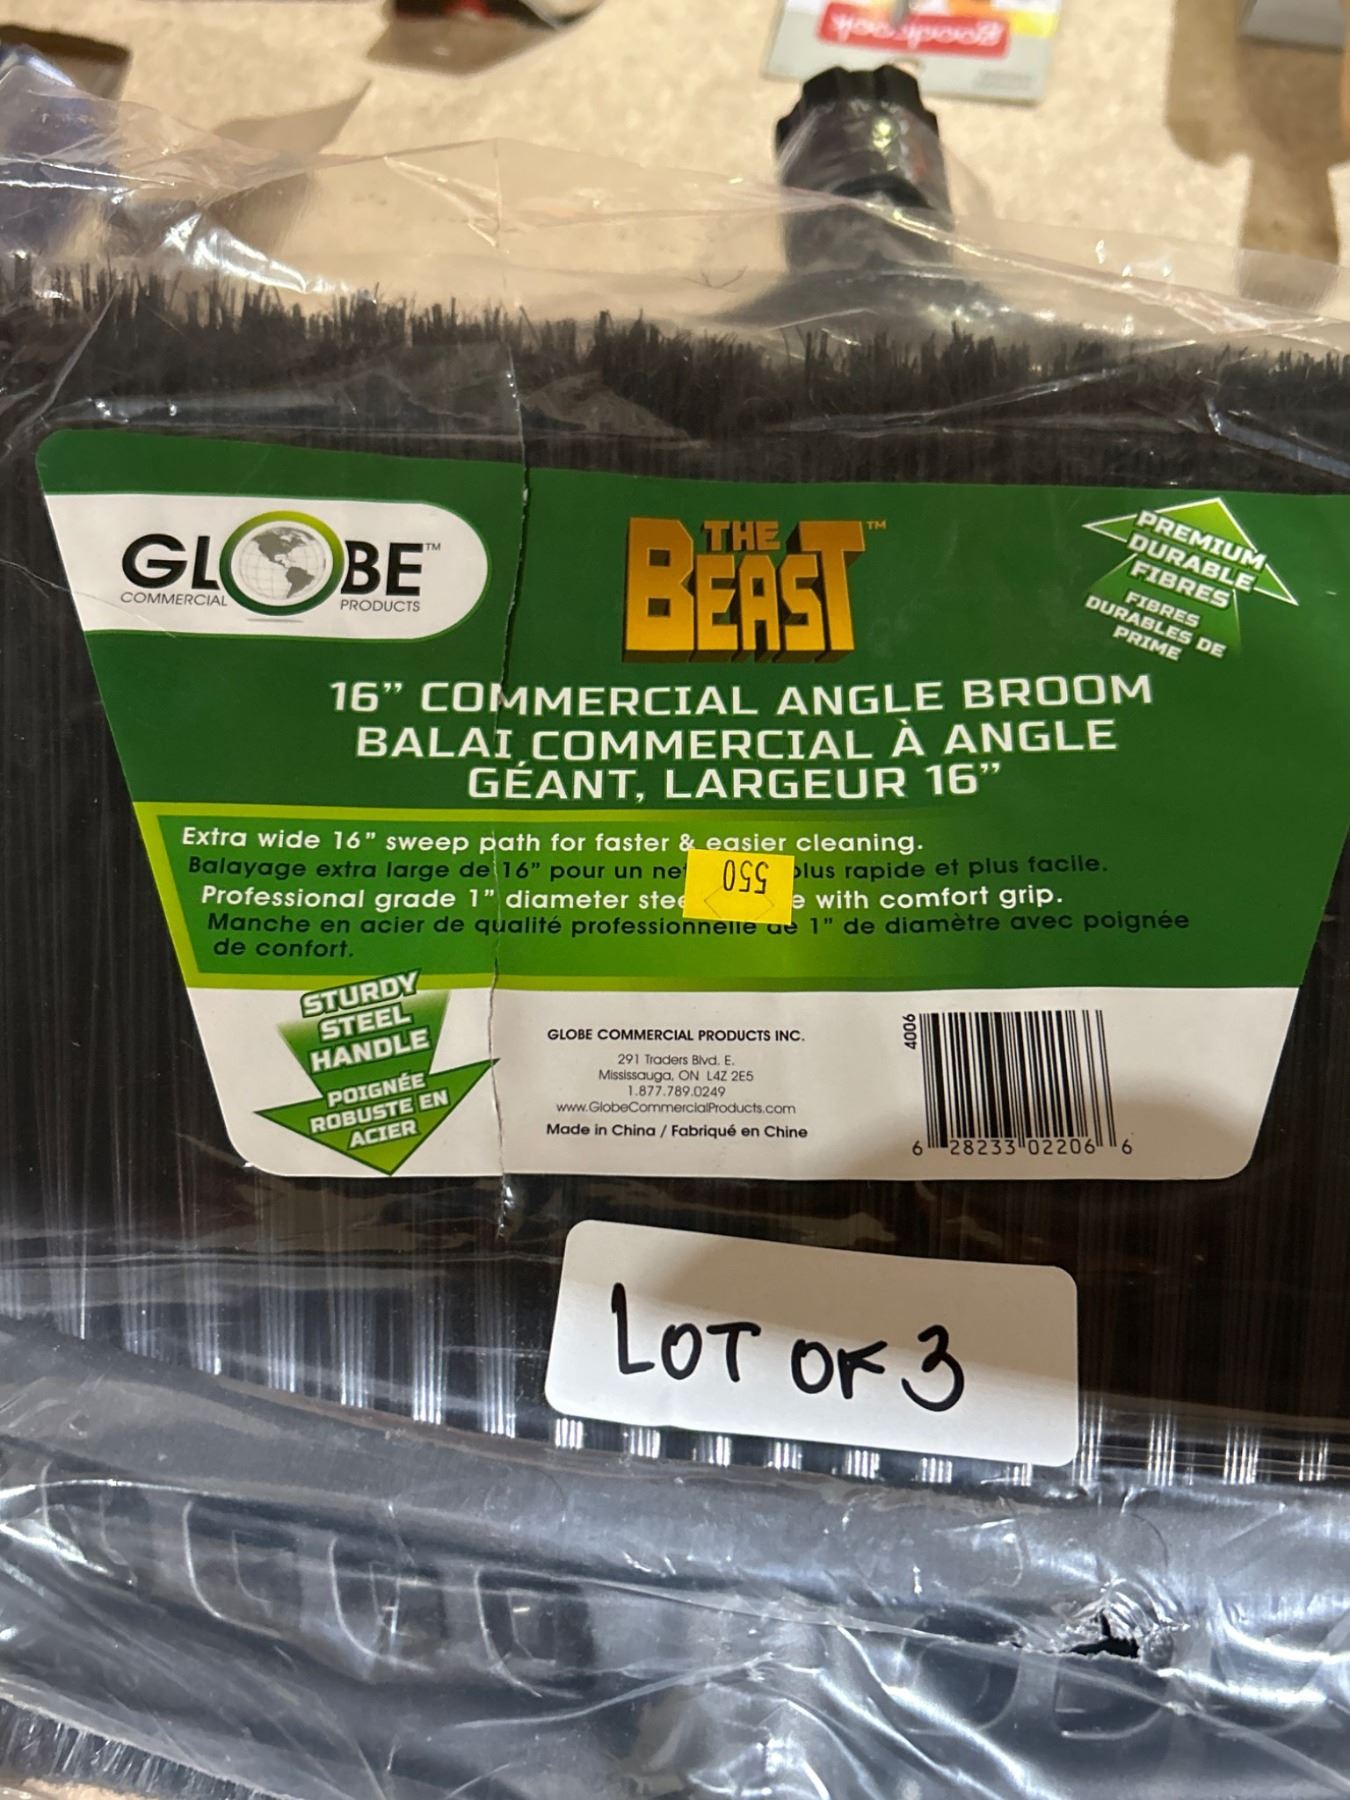 Goodcook
GLOBE™
COMMERCIAL PRODUCTS
THE
BEAST™
PREMIUM
DURABLE
FIBRES
FIBRES
DURABLES DE
PRIME
16” COMMERCIAL ANGLE BROOM
BALAI COMMERCIAL À ANGLE
GÉANT, LARGEUR 16”
Extra wide 16” sweep path for faster & easier cleaning.
Balayage extra large de 16” pour un plus rapide et plus facile.
550
Professional grade 1” diameter with comfort grip.
Manche en acier de qualité professionnelle de 1” de diamètre avec poignée
de confort.
STURDY
STEEL
HANDLE
POIGNÉE
ROBUSTE EN
ACIER
GLOBE COMMERCIAL PRODUCTS INC.
291 Traders Blvd. E.
Mississauga, ON L4Z 2E5
1.877.789.0249
www.GlobeCommercialProducts.com
Made in China / Fabriqué en Chine
4006
6 28233 02206 6
LOT OF 3